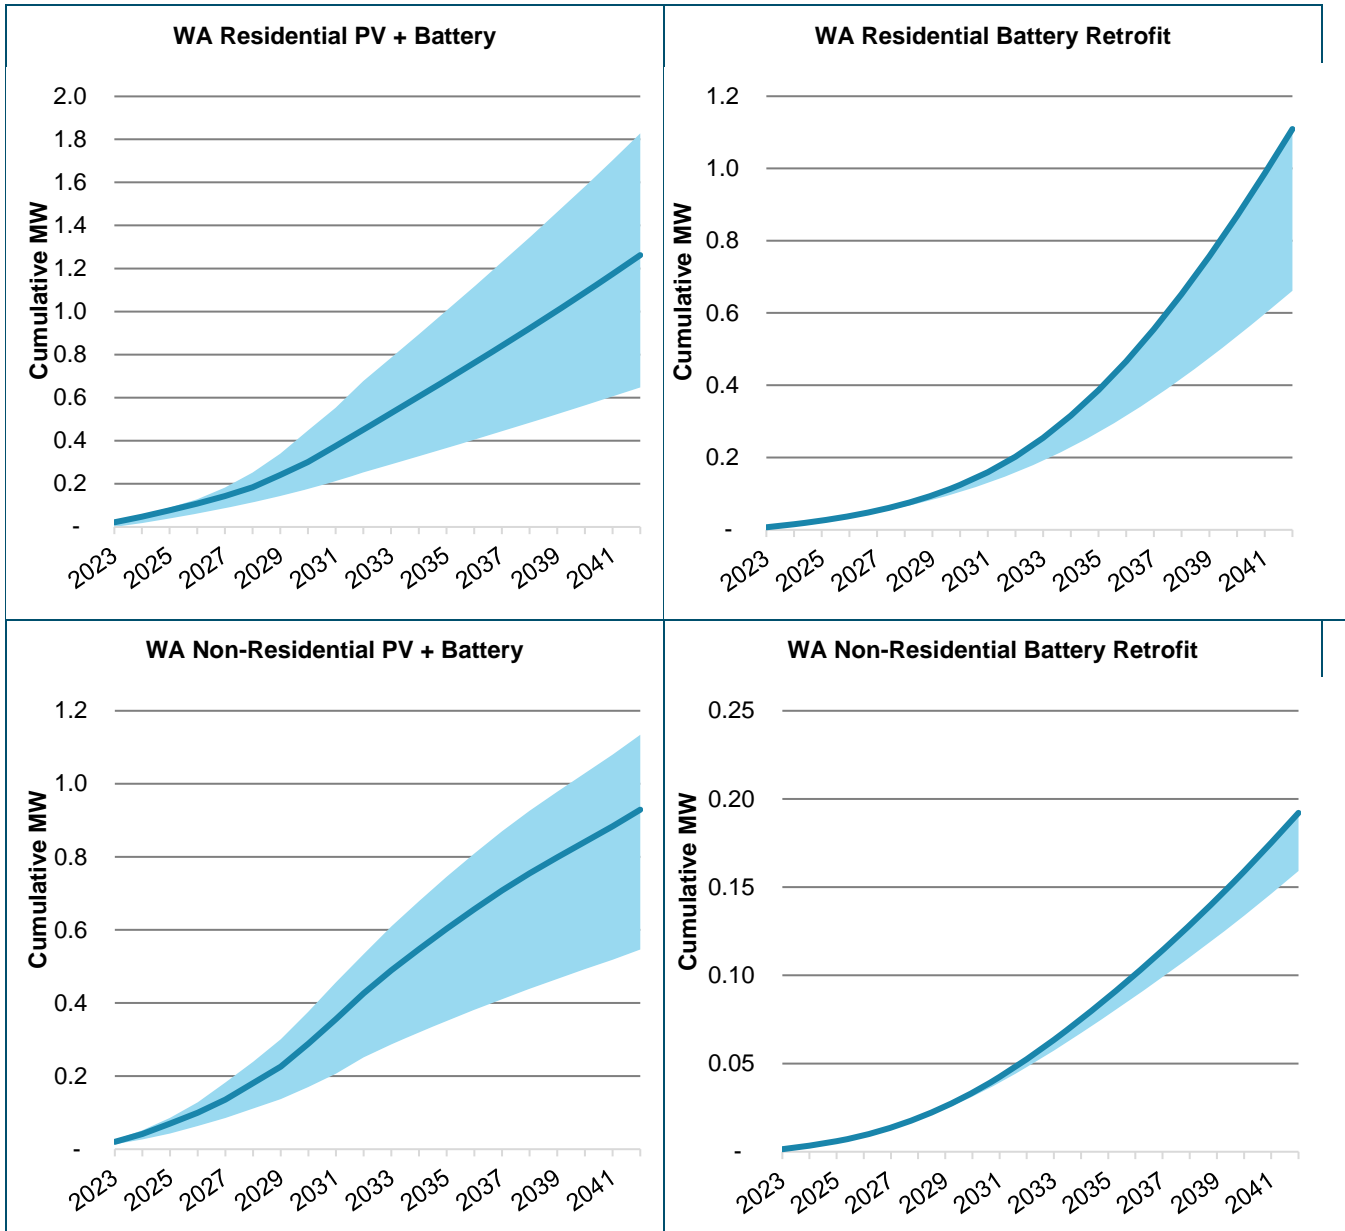 WA Residential PV + Battery
Cumulative MW
2.0
1.8
1.6
1.4
1.2
1.0
0.8
0.6
0.4
0.2
-
2023 2025 2027 2029 2031 2033 2035 2037 2039 2041
WA Residential Battery Retrofit
Cumulative MW
1.2
1.0
0.8
0.6
0.4
0.2
-
2023 2025 2027 2029 2031 2033 2035 2037 2039 2041
WA Non-Residential PV + Battery
Cumulative MW
1.2
1.0
0.8
0.6
0.4
0.2
-
2023 2025 2027 2029 2031 2033 2035 2037 2039 2041
WA Non-Residential Battery Retrofit
Cumulative MW
0.25
0.20
0.15
0.10
0.05
-
2023 2025 2027 2029 2031 2033 2035 2037 2039 2041